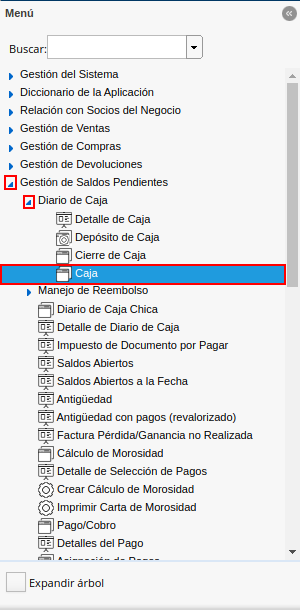 Menú
Buscar:
Gestión del Sistema
Diccionario de la Aplicación
Relación con Socios del Negocio
Gestión de Ventas
Gestión de Compras
Gestión de Devoluciones
Gestión de Saldos Pendientes
Diario de Caja
Detalle de Caja
Depósito de Caja
Cierre de Caja
Caja
Manejo de Reembolso
Diario de Caja Chica
Detalle de Diario de Caja
Impuesto de Documento por Pagar
Saldos Abiertos
Saldos Abiertos a la Fecha
Antigüedad
Antigüedad con pagos (revalorizado)
Factura Pérdida/Ganancia no Realizada
Cálculo de Morosidad
Detalle de Selección de Pagos
Crear Cálculo de Morosidad
Imprimir Carta de Morosidad
Pago/Cobro
Detalles del Pago
Asignación de Pagos
Expandir árbol